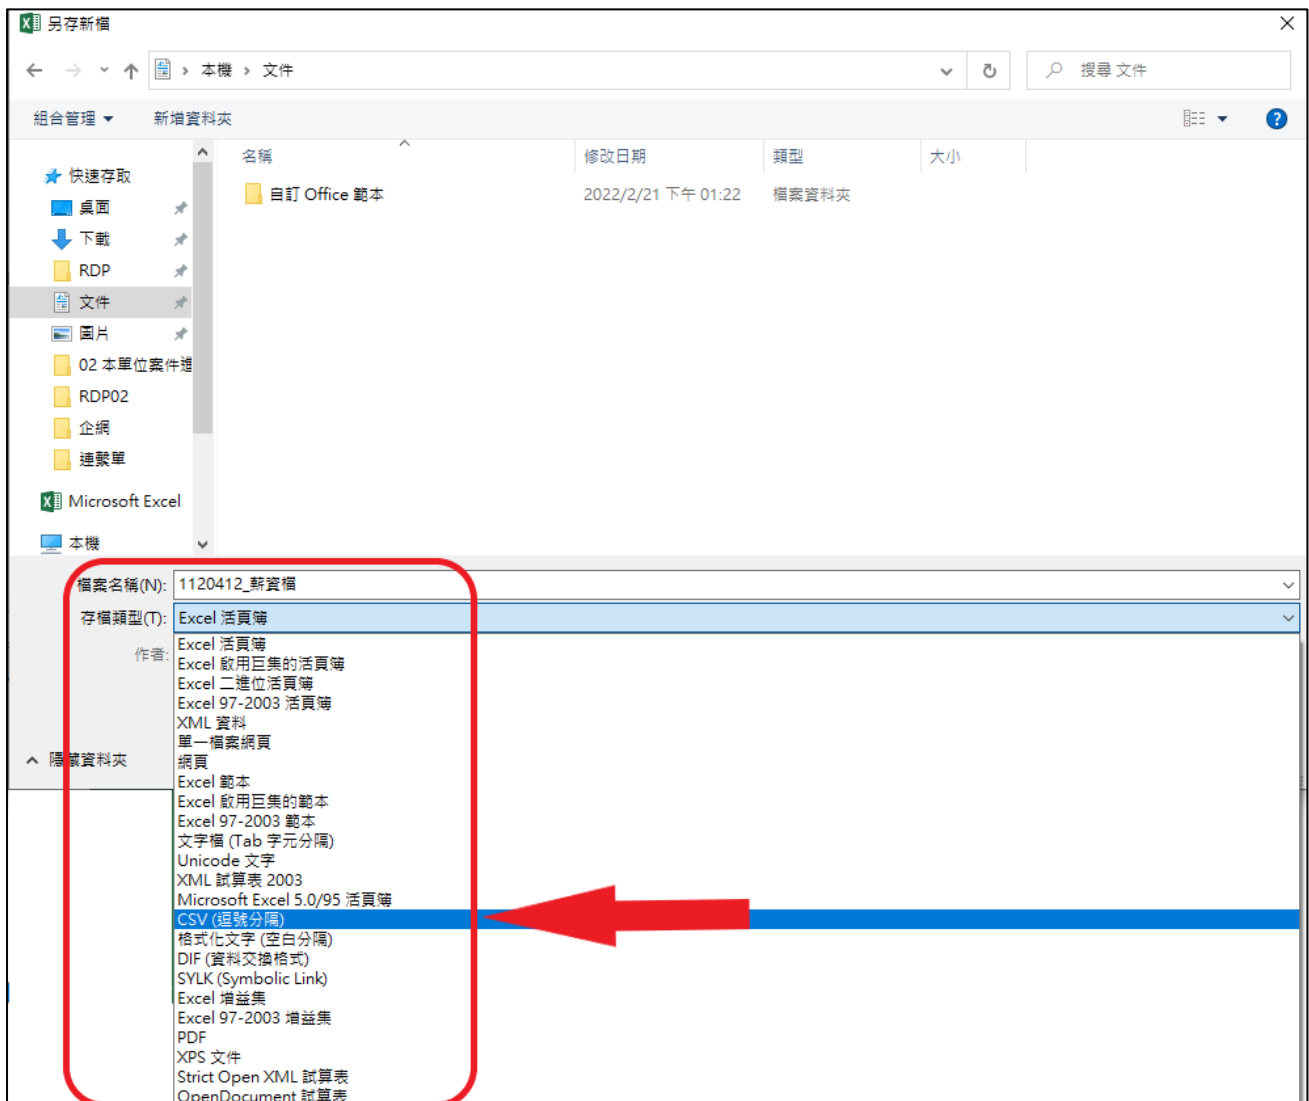 另存新檔
本機 › 文件
搜尋 文件
組合管理 新增資料夾
名稱 修改日期 類型 大小
快速存取
自訂 Office 範本 2022/2/21 下午 01:22 檔案資料夾
桌面
下載
RDP
文件
圖片
02 本單位案件進
RDP02
企網
連繫單
Microsoft Excel
本機
檔案名稱(N): 1120412_薪資檔
存檔類型(T): Excel 活頁簿
作者:
Excel 活頁簿
Excel 啟用巨集的活頁簿
Excel 二進位活頁簿
Excel 97-2003 活頁簿
XML 資料
單一檔案網頁
隱藏資料夾
網頁
Excel 範本
Excel 啟用巨集的範本
Excel 97-2003 範本
文字檔 (Tab 字元分隔)
Unicode 文字
XML 試算表 2003
Microsoft Excel 5.0/95 活頁簿
CSV (逗號分隔)
格式化文字 (空白分隔)
DIF (資料交換格式)
SYLK (Symbolic Link)
Excel 增益集
Excel 97-2003 增益集
PDF
XPS 文件
Strict Open XML 試算表
OpenDocument 試算表